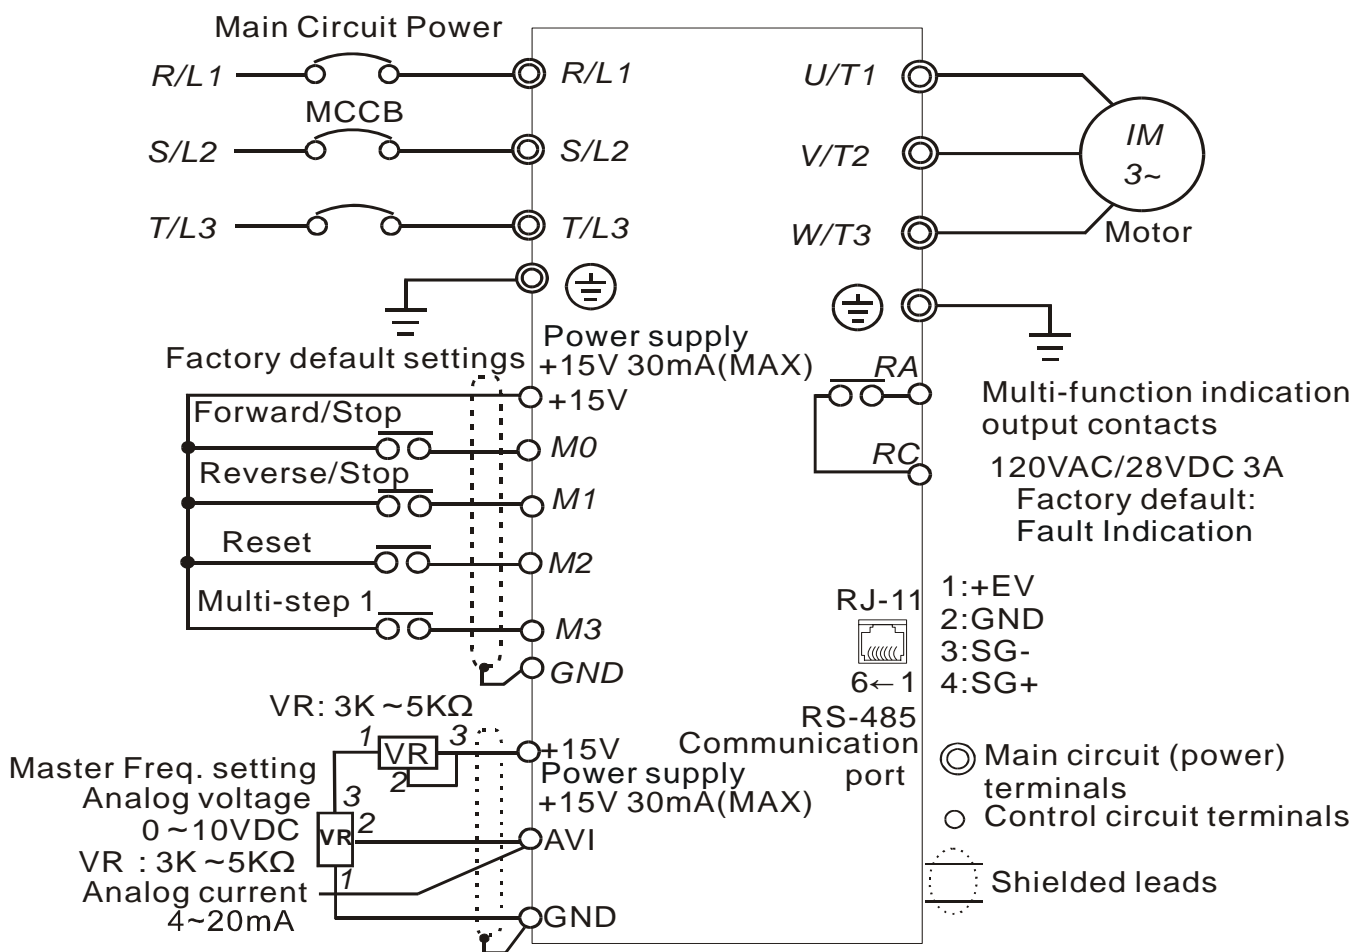 Main Circuit Power
R/L1
R/L1
MCCB
S/L2
S/L2
T/L3
T/L3
U/T1
V/T2
W/T3
IM
3~
Motor
Factory default settings
Power supply
+15V 30mA(MAX)
+15V
Forward/Stop
M0
Reverse/Stop
M1
Reset
M2
Multi-step 1
M3
GND
RA
RC
Multi-function indication
output contacts
120VAC/28VDC 3A
Factory default:
Fault Indication
RJ-11
6←1
1:+EV
2:GND
3:SG-
4:SG+
RS-485
Communication
port
VR: 3K ~5KΩ
1
VR
3
2
+15V
Power supply
+15V 30mA(MAX)
Master Freq. setting
Analog voltage
0 ~10VDC
VR : 3K ~5KΩ
Analog current
4~20mA
3
VR
2
1
AVI
GND
Main circuit (power)
terminals
Control circuit terminals
Shielded leads